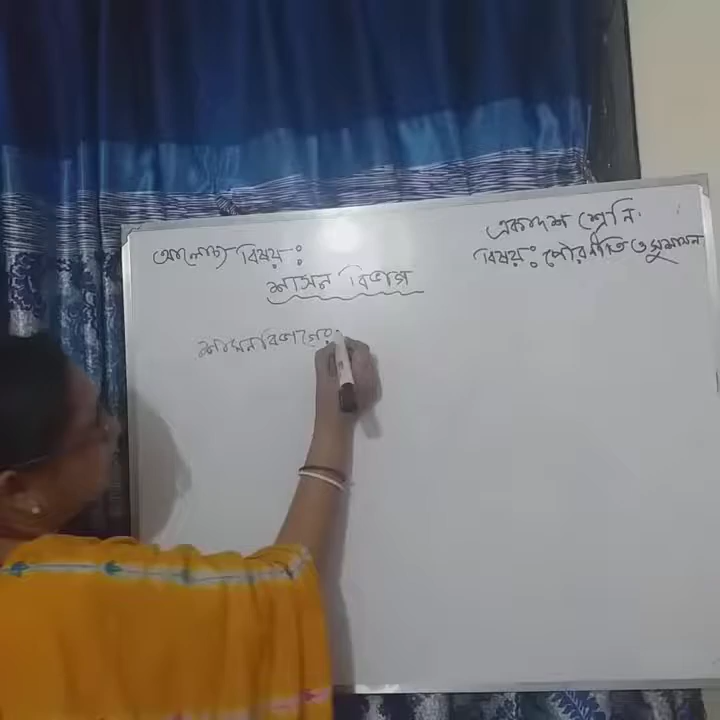 একাদশ শ্রেনি
আলোচ্য বিষয় :
বিষয় : পৌরনীতি ও সুশাসন
শাসন বিভাগ
শাসন বিভাগের